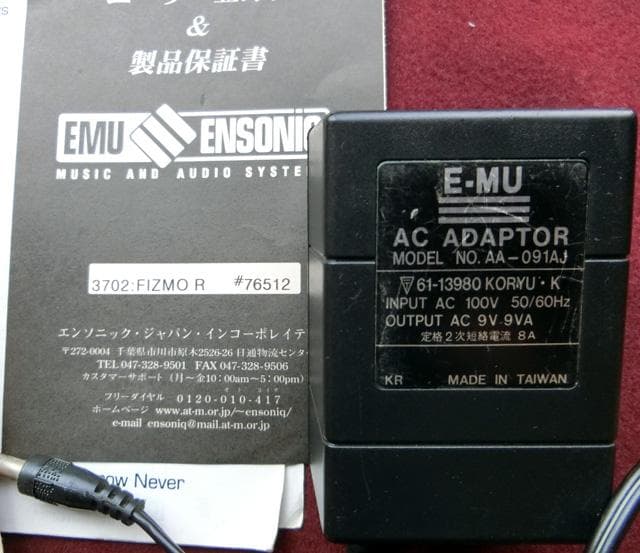 &
製品保証書
EMU ENSONIQ
MUSIC AND AUDIO SYSTE
3702:FIZMO R #76512
エンソニック・ジャパン・インコーポレイテ
〒272-0004 千葉県市川市原木2526-26 日通物流センタ
TEL 047-328-9501 FAX 047-328-9506
カスタマーサポート (月～金10:00am～5:00pm)
フリーダイヤル 0120-010-417
ホームページ www.at-m.or.jp/~ensoniq/
e-mail ensoniq@mail.at-m.or.jp
ow Never
E-MU
AC ADAPTOR
MODEL NO. AA-091AJ
61-13980 KORYU・K
INPUT AC 100V 50/60Hz
OUTPUT AC 9V-9VA
定格2次短絡電流 8A
KR MADE IN TAIWAN